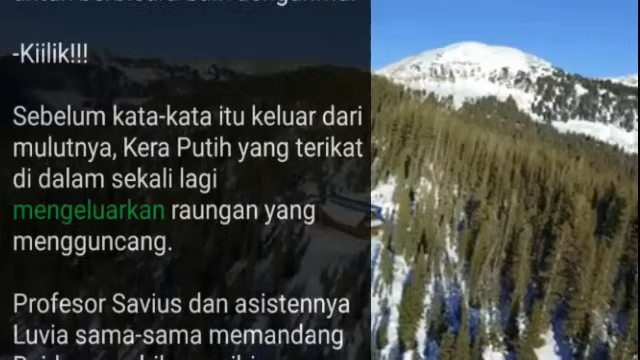 -Kiilik!!!
Sebelum kata-kata itu keluar dari
mulutnya, Kera Putih yang terikat
di dalam sekali lagi
mengeluarkan raungan yang
mengguncang.
Profesor Savius dan asistennya
Luvia sama-sama memandang